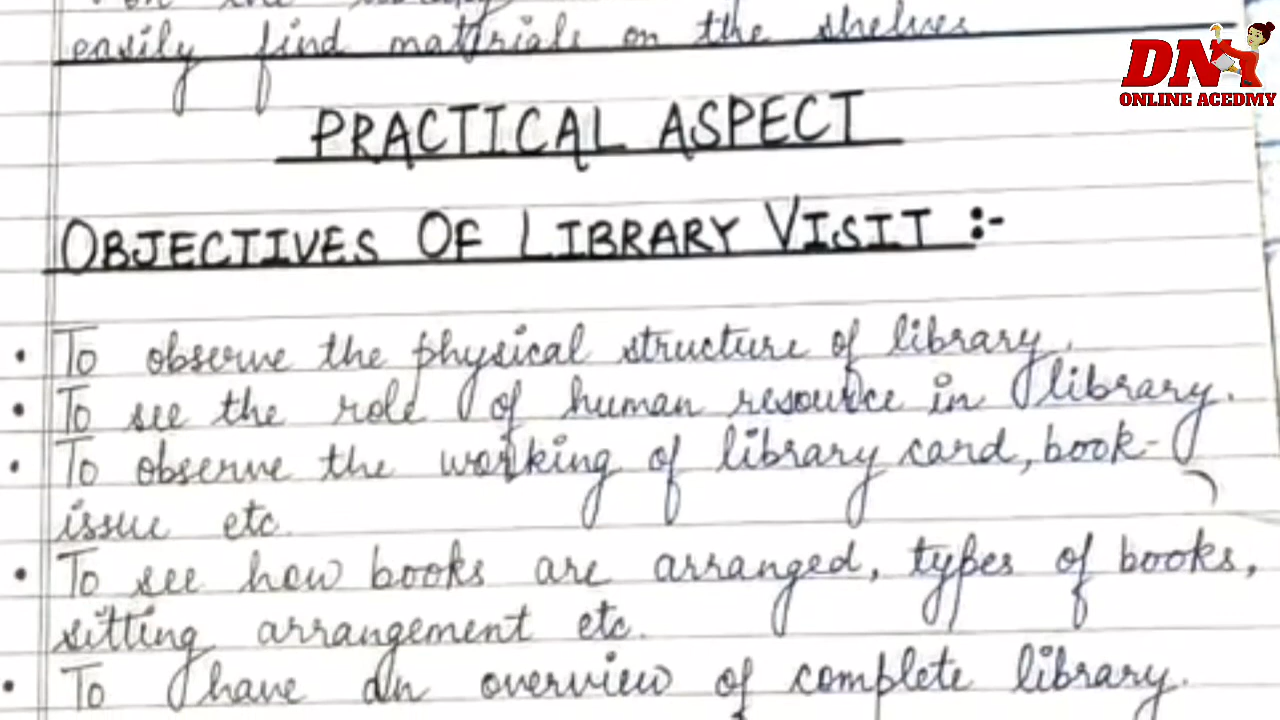 on the
easily find materials on the shelves
DN
ONLINE ACEDMY
PRACTICAL ASPECT
OBJECTIVES OF LIBRARY VISIT :-
• To observe the physical structure of library.
• To see the role of human resource in library.
• To observe the working of library card, book-
issue etc.
• To see how books are arranged, types of books,
sitting arrangement etc.
• To have an overview of complete library.